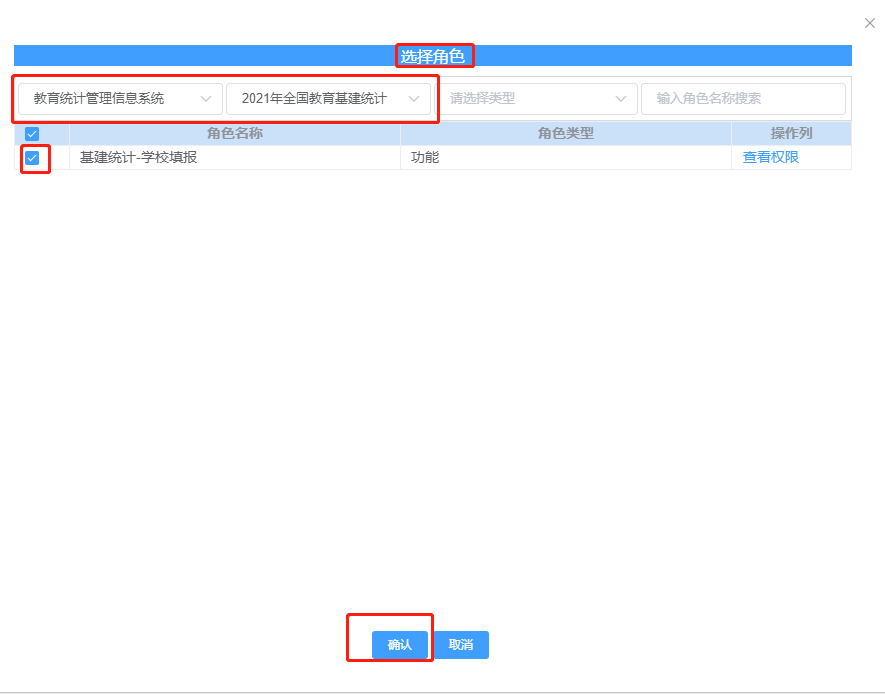 选择角色
教育统计管理信息系统 2021年全国教育基建统计 请选择类型 输入角色名称搜索
角色名称 角色类型 操作列
基建统计-学校填报 功能 查看权限
确认 取消